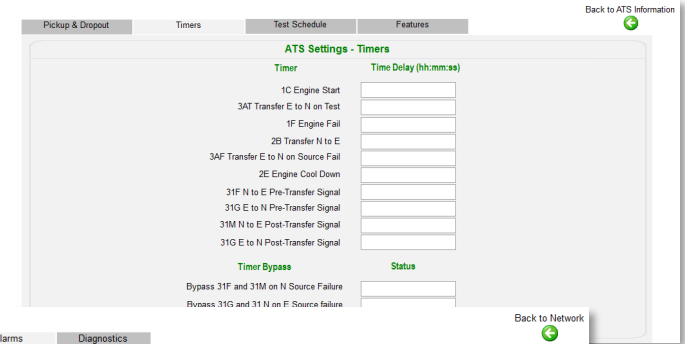 Back to ATS Information
Pickup & Dropout Timers Test Schedule Features
ATS Settings - Timers
Timer Time Delay (hh:mm:ss)
1C Engine Start
3AT Transfer E to N on Test
1F Engine Fail
2B Transfer N to E
3AF Transfer E to N on Source Fail
2E Engine Cool Down
31F N to E Pre-Transfer Signal
31G E to N Pre-Transfer Signal
31M N to E Post-Transfer Signal
31G E to N Post-Transfer Signal
Timer Bypass Status
Bypass 31F and 31M on N Source Failure
Bypass 31G and 31 N on E Source failure
Back to Network
larms Diagnostics